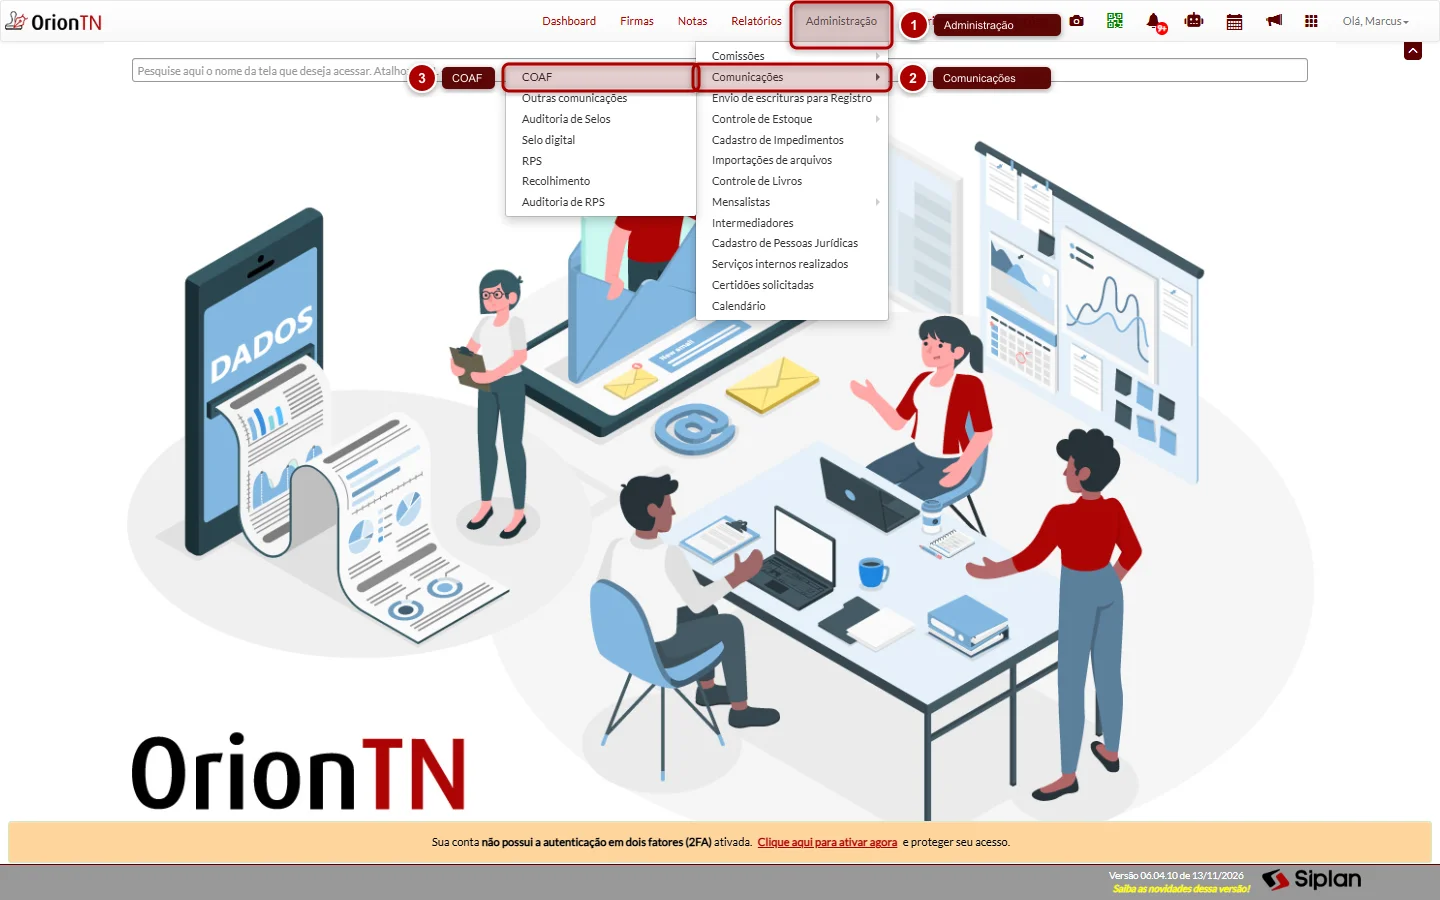 OrionTN
Dashboard
Firmas
Notas
Relatórios
Administração
1
Administração
9+
Olá, Marcus
Pesquise aqui o nome da tela que deseja acessar.
3
COAF
COAF
Outras comunicações
Auditoria de Selos
Selo digital
RPS
Recolhimento
Auditoria de RPS
Comissões
Comunicações
2
Comunicações
Envio de escrituras para Registro
Controle de Estoque
Cadastro de Impedimentos
Importações de arquivos
Controle de Livros
Mensalistas
Intermediadores
Cadastro de Pessoas Jurídicas
Serviços internos realizados
Certidões solicitadas
Calendário
DADOS
New email
@
OrionTN
Sua conta não possui a autenticação em dois fatores (2FA) ativada. Clique aqui para ativar agora e proteger seu acesso.
Versão 06.04.10 de 13/11/2026
Saiba as novidades dessa versão!
Siplan